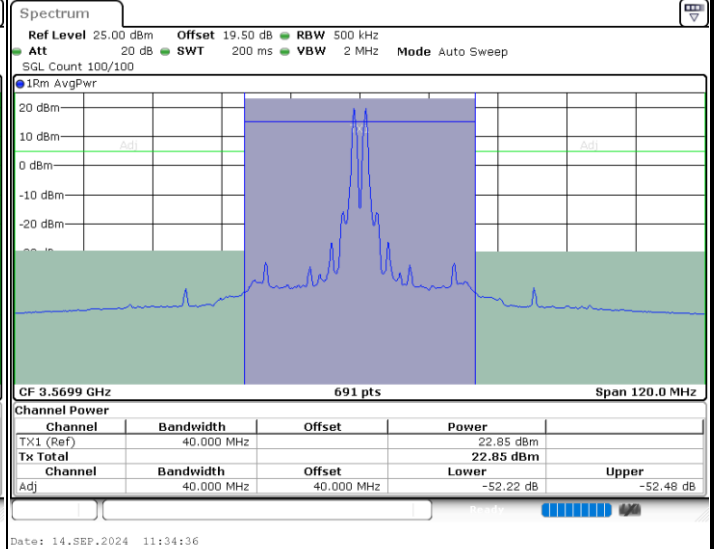 Spectrum
Ref Level 25.00 dBm Offset 19.50 dB RBW 500 kHz
Att 20 dB SWT 200 ms VBW 2 MHz Mode Auto Sweep
SGL Count 100/100
1Rm AvgPwr
20 dBm
10 dBm
Adj Adj
0 dBm
-10 dBm
-20 dBm
CF 3.5699 GHz 691 pts Span 120.0 MHz
Channel Power
Channel Bandwidth Offset Power
TX1 (Ref) 40.000 MHz 22.85 dBm
Tx Total 22.85 dBm
Channel Bandwidth Offset Lower Upper
Adj 40.000 MHz 40.000 MHz -52.22 dB -52.48 dB
Ready
Date: 14.SEP.2024 11:34:36